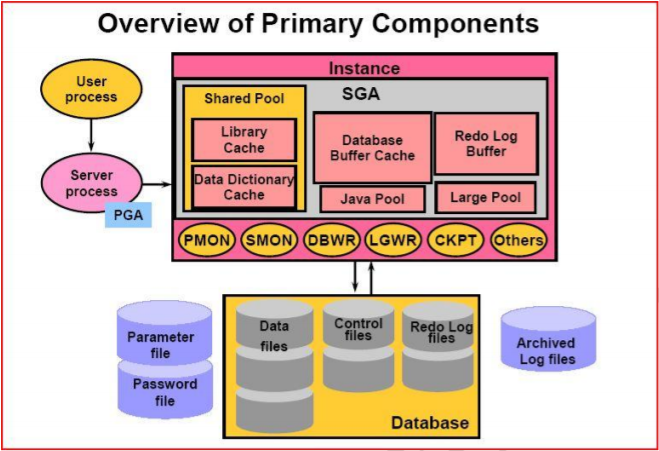 Overview of Primary Components
User
process
Server
process
PGA
Instance
SGA
Shared Pool
Library
Cache
Data Dictionary
Cache
Database
Buffer Cache
Redo Log
Buffer
Java Pool
Large Pool
PMON
SMON
DBWR
LGWR
CKPT
Others
Parameter
file
Password
file
Data
files
Control
files
Redo Log
files
Database
Archived
Log files